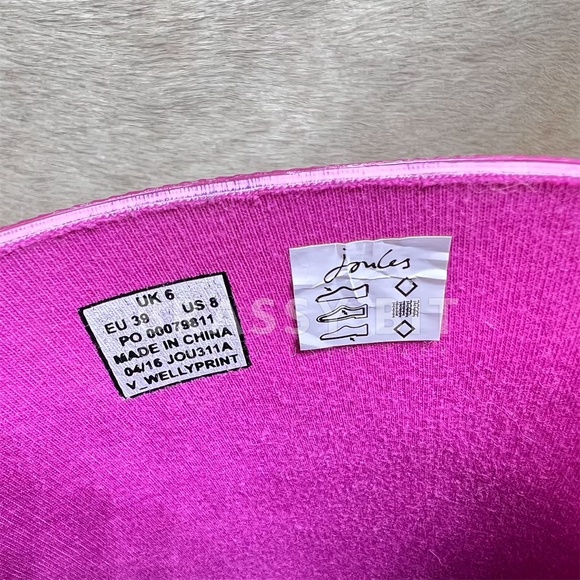 UK 6
EU 39 US 8
PO 00079811
MADE IN CHINA
04/16 JOU311A
V_WELLYPRINT
Joules